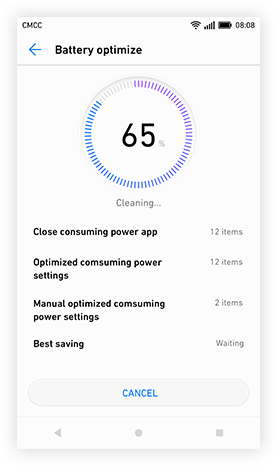 CMCC 08:08
Battery optimize
65 %
Cleaning...
Close consuming power app 12 items
Optimized comsuming power 12 items
settings
Manual optimized comsuming 2 items
power settings
Best saving Waiting
CANCEL